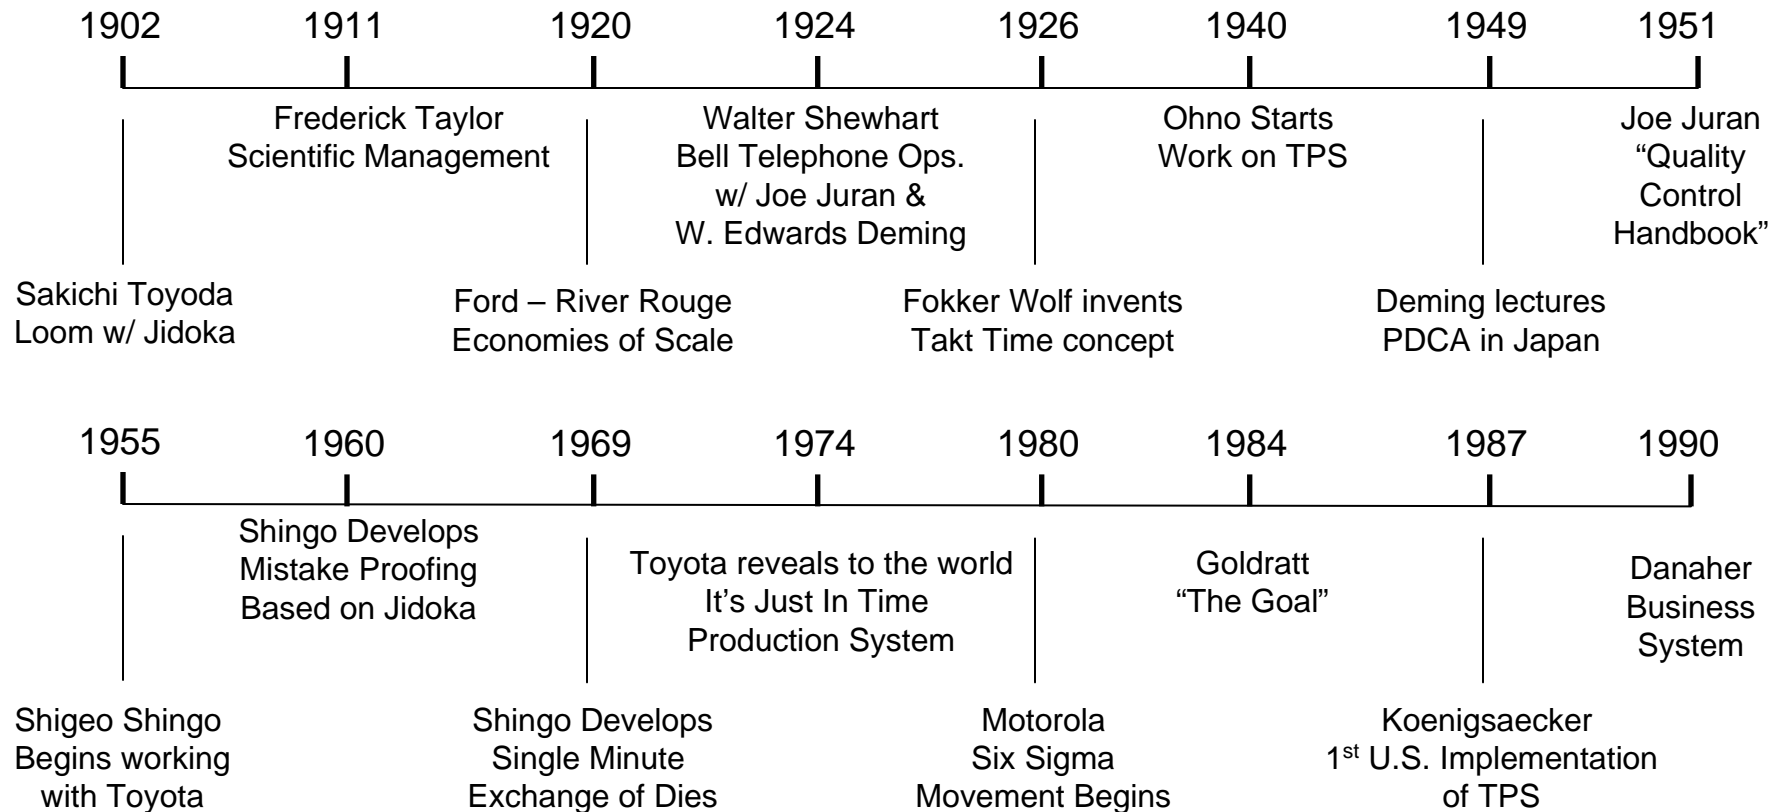 1902 1911 1920 1924 1926 1940 1949 1951
Frederick Taylor
Scientific Management
Walter Shewhart
Bell Telephone Ops.
w/ Joe Juran &
W. Edwards Deming
Ohno Starts
Work on TPS
Joe Juran
“Quality
Control
Handbook”
Sakichi Toyoda
Loom w/ Jidoka
Ford – River Rouge
Economies of Scale
Fokker Wolf invents
Takt Time concept
Deming lectures
PDCA in Japan
1955 1960 1969 1974 1980 1984 1987 1990
Shingo Develops
Mistake Proofing
Based on Jidoka
Toyota reveals to the world
It’s Just In Time
Production System
Goldratt
“The Goal”
Danaher
Business
System
Shigeo Shingo
Begins working
with Toyota
Shingo Develops
Single Minute
Exchange of Dies
Motorola
Six Sigma
Movement Begins
Koenigsaecker
1st U.S. Implementation
of TPS